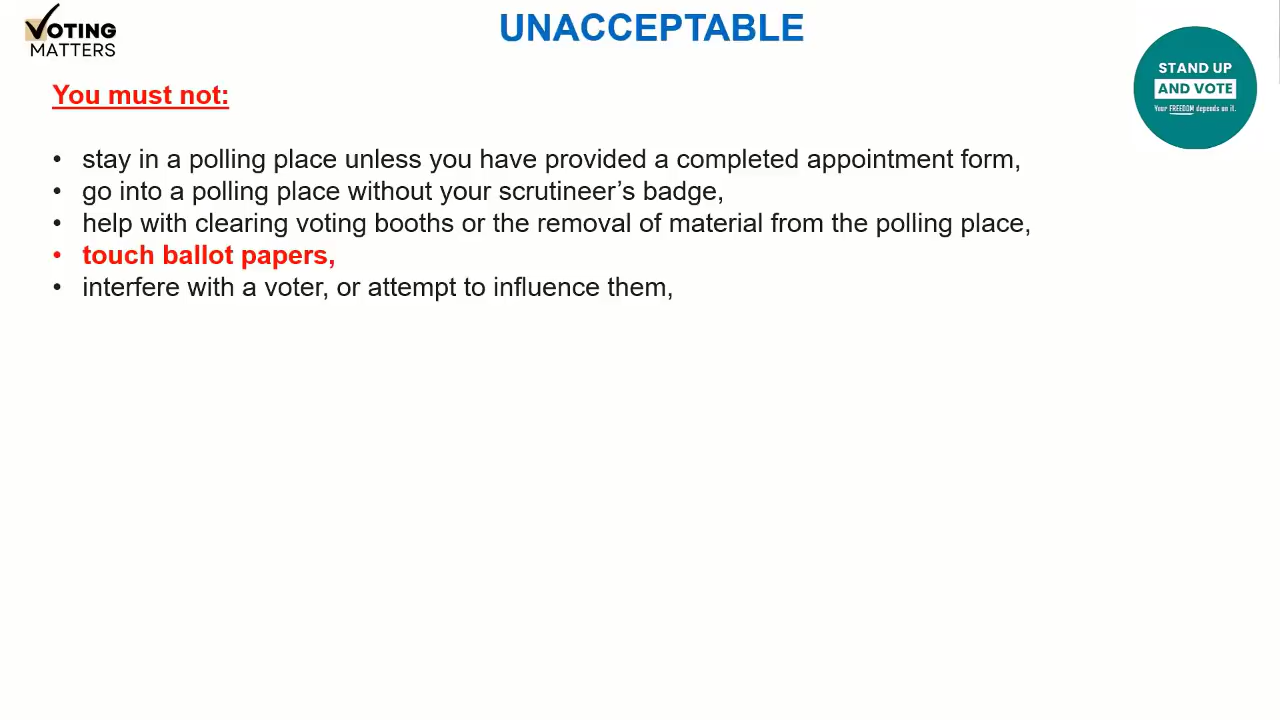 VOTING
MATTERS
UNACCEPTABLE
STAND UP
AND VOTE
Your FREEDOM depends on it.
You must not:
• stay in a polling place unless you have provided a completed appointment form,
• go into a polling place without your scrutineer’s badge,
• help with clearing voting booths or the removal of material from the polling place,
• touch ballot papers,
• interfere with a voter, or attempt to influence them,